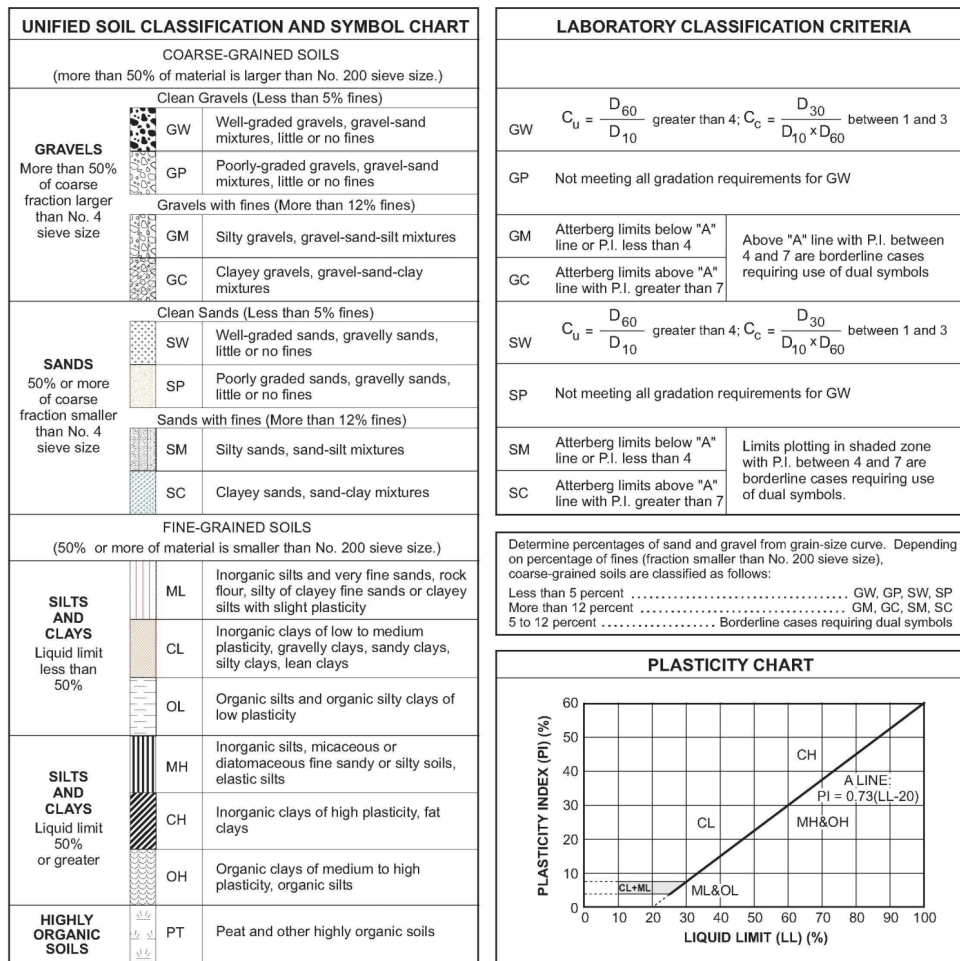 UNIFIED SOIL CLASSIFICATION AND SYMBOL CHART
COARSE-GRAINED SOILS
(more than 50% of material is larger than No. 200 sieve size.)
GRAVELS
More than 50%
of coarse
fraction larger
than No. 4
sieve size
Clean Gravels (Less than 5% fines)
GW
Well-graded gravels, gravel-sand
mixtures, little or no fines
GP
Poorly-graded gravels, gravel-sand
mixtures, little or no fines
Gravels with fines (More than 12% fines)
GM
Silty gravels, gravel-sand-silt mixtures
GC
Clayey gravels, gravel-sand-clay
mixtures
SANDS
50% or more
of coarse
fraction smaller
than No. 4
sieve size
Clean Sands (Less than 5% fines)
SW
Well-graded sands, gravelly sands,
little or no fines
SP
Poorly graded sands, gravelly sands,
little or no fines
Sands with fines (More than 12% fines)
SM
Silty sands, sand-silt mixtures
SC
Clayey sands, sand-clay mixtures
FINE-GRAINED SOILS
(50% or more of material is smaller than No. 200 sieve size.)
SILTS
AND
CLAYS
Liquid limit
less than
50%
ML
Inorganic silts and very fine sands, rock
flour, silty of clayey fine sands or clayey
silts with slight plasticity
CL
Inorganic clays of low to medium
plasticity, gravelly clays, sandy clays,
silty clays, lean clays
OL
Organic silts and organic silty clays of
low plasticity
SILTS
AND
CLAYS
Liquid limit
50%
or greater
MH
Inorganic silts, micaceous or
diatomaceous fine sandy or silty soils,
elastic silts
CH
Inorganic clays of high plasticity, fat
clays
OH
Organic clays of medium to high
plasticity, organic silts
HIGHLY
ORGANIC
SOILS
PT
Peat and other highly organic soils
LABORATORY CLASSIFICATION CRITERIA
GW
Cu = D60 / D10 greater than 4; Cc = D30 / D10 x D60 between 1 and 3
GP
Not meeting all gradation requirements for GW
GM
Atterberg limits below "A"
line or P.I. less than 4
GC
Atterberg limits above "A"
line with P.I. greater than 7
Above "A" line with P.I. between
4 and 7 are borderline cases
requiring use of dual symbols
SW
Cu = D60 / D10 greater than 4; Cc = D30 / D10 x D60 between 1 and 3
SP
Not meeting all gradation requirements for GW
SM
Atterberg limits below "A"
line or P.I. less than 4
SC
Atterberg limits above "A"
line with P.I. greater than 7
Limits plotting in shaded zone
with P.I. between 4 and 7 are
borderline cases requiring use
of dual symbols.
Determine percentages of sand and gravel from grain-size curve. Depending
on percentage of fines (fraction smaller than No. 200 sieve size),
coarse-grained soils are classified as follows:
Less than 5 percent .................................... GW, GP, SW, SP
More than 12 percent .................................. GM, GC, SM, SC
5 to 12 percent .................. Borderline cases requiring dual symbols
PLASTICITY CHART
PLASTICITY INDEX (PI) (%)
60
50
40
30
20
10
0
CH
A LINE:
PI = 0.73(LL-20)
CL
MH&OH
CL+ML
ML&OL
0 10 20 30 40 50 60 70 80 90 100
LIQUID LIMIT (LL) (%)